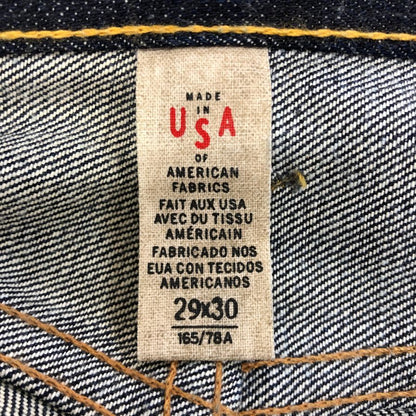 MADE
IN
USA
OF
AMERICAN
FABRICS
FAIT AUX USA
AVEC DU TISSU
AMÉRICAIN
FABRICADO NOS
EUA CON TECIDOS
AMERICANOS
29x30
165/78A